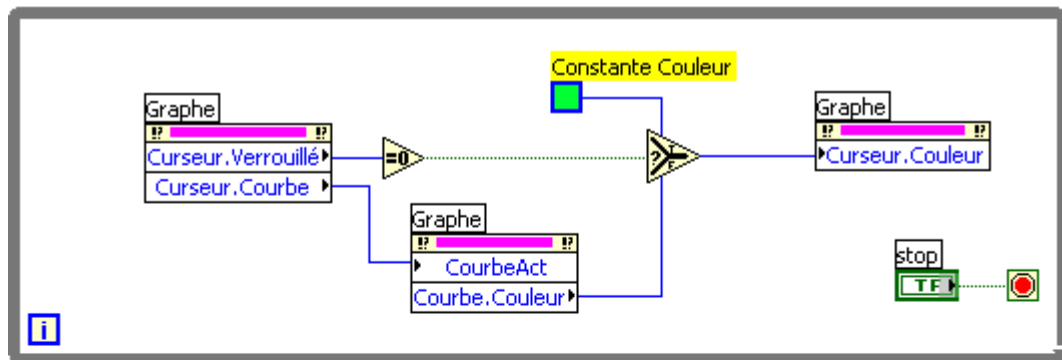 Constante Couleur
Graphe
!? !?
Curseur.Verrouillé
Curseur.Courbe
=0
?
F
Graphe
!? !?
Curseur.Couleur
Graphe
!? !?
CourbeAct
Courbe.Couleur
stop
TF
i